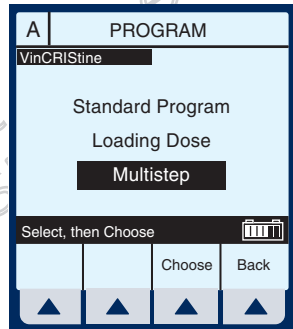 A PROGRAM
VinCRIStine
Standard Program
Loading Dose
Multistep
Select, then Choose
Choose Back